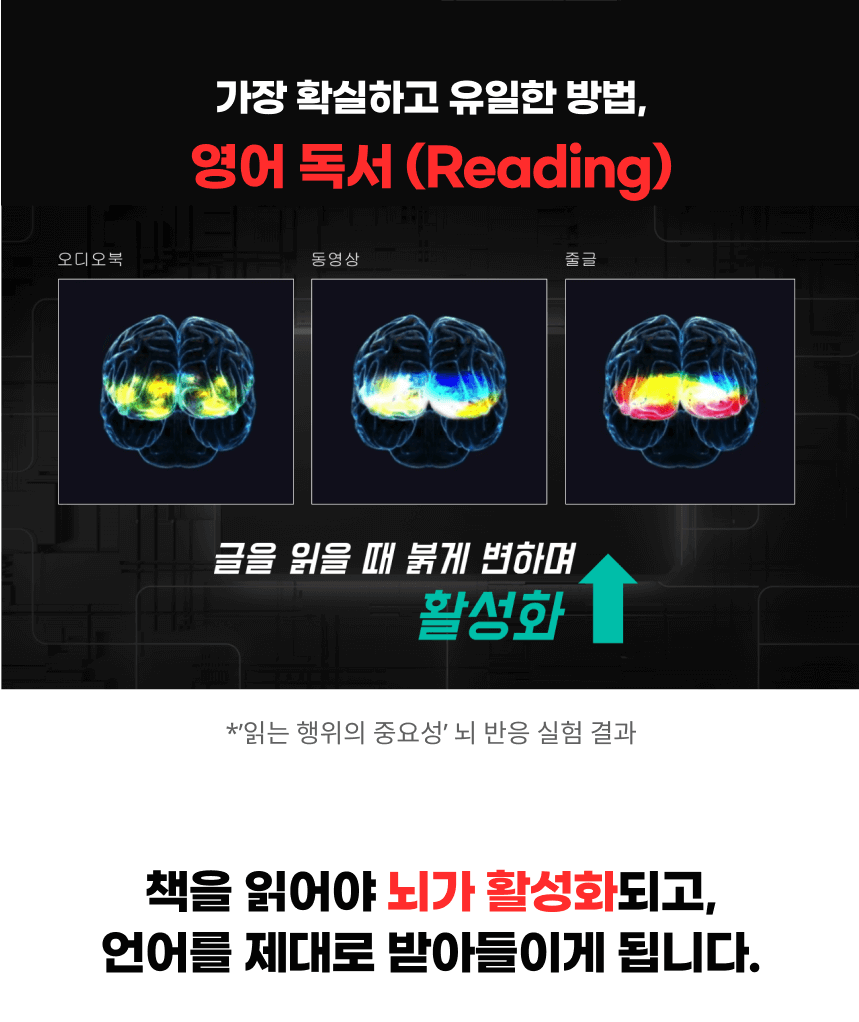 가장 확실하고 유일한 방법,
영어 독서 (Reading)
오디오북
동영상
줄글
글을 읽을 때 붉게 변하며
활성화
*'읽는 행위의 중요성' 뇌 반응 실험 결과
책을 읽어야 뇌가 활성화되고,
언어를 제대로 받아들이게 됩니다.